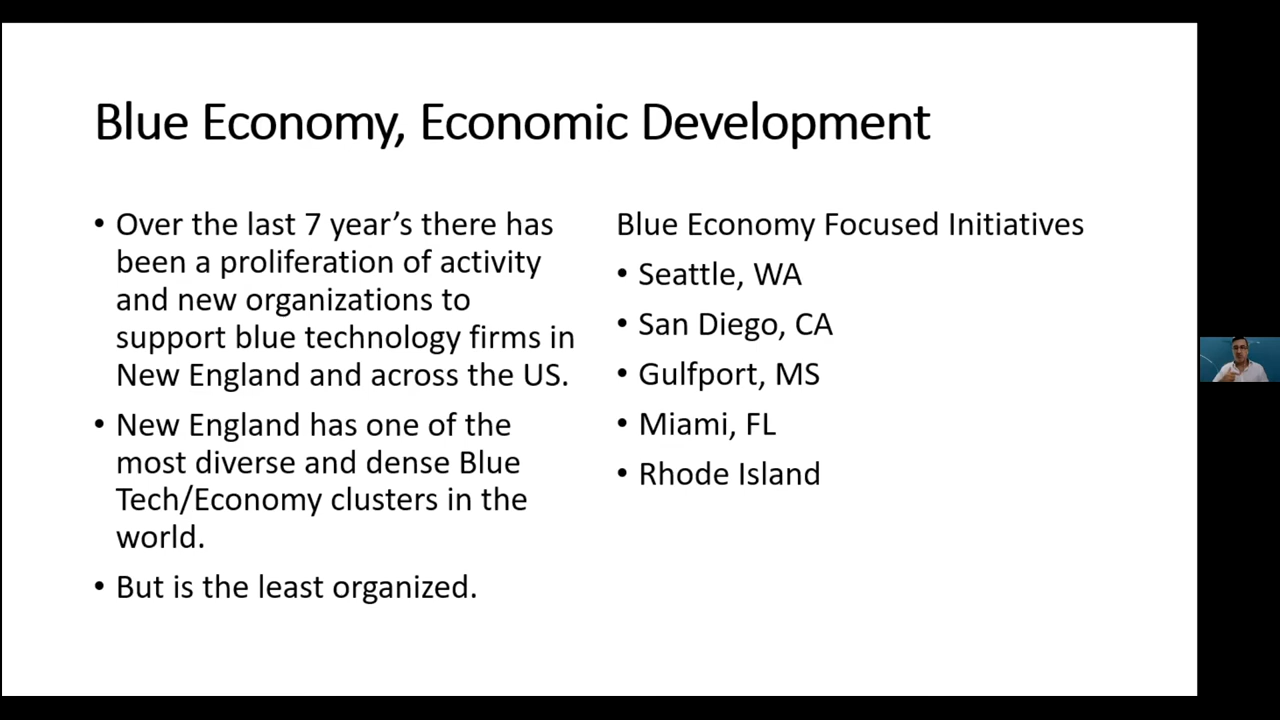 Blue Economy, Economic Development
• Over the last 7 year’s there has
been a proliferation of activity
and new organizations to
support blue technology firms in
New England and across the US.
• New England has one of the
most diverse and dense Blue
Tech/Economy clusters in the
world.
• But is the least organized.
Blue Economy Focused Initiatives
• Seattle, WA
• San Diego, CA
• Gulfport, MS
• Miami, FL
• Rhode Island